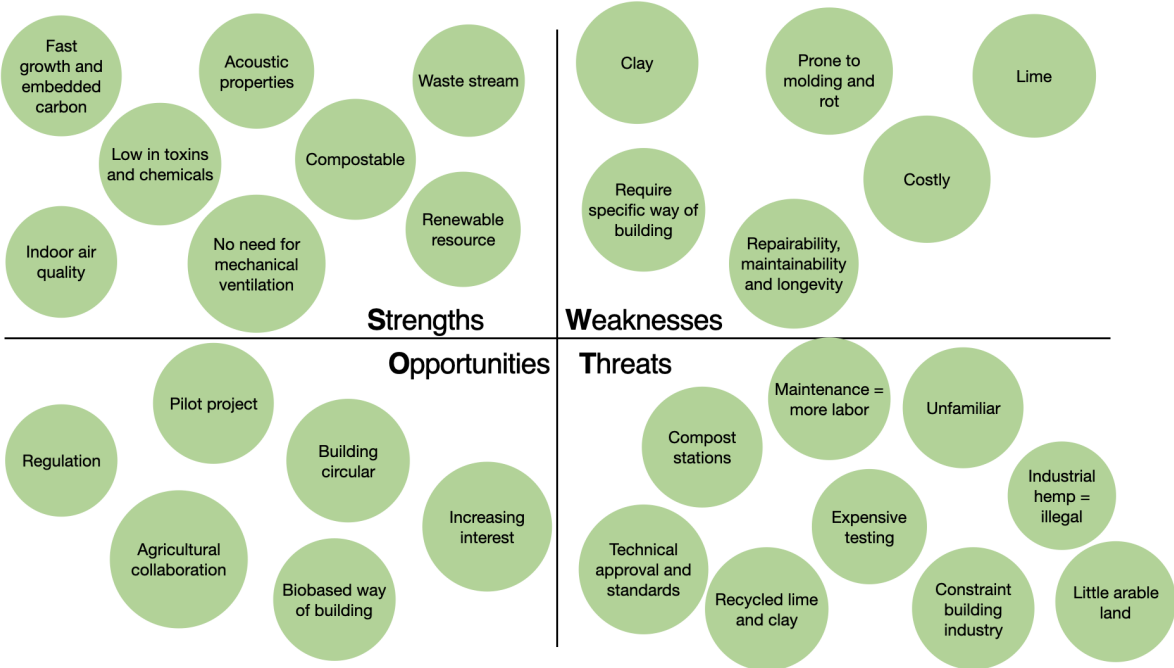 Fast
growth and
embedded
carbon
Acoustic
properties
Waste stream
Low in toxins
and chemicals
Compostable
Indoor air
quality
No need for
mechanical
ventilation
Renewable
resource
Strengths
Clay
Prone to
molding and
rot
Lime
Require
specific way of
building
Costly
Repairability,
maintainability
and longevity
Weaknesses
Opportunities
Pilot project
Regulation
Building
circular
Increasing
interest
Agricultural
collaboration
Biobased way
of building
Threats
Maintenance =
more labor
Unfamiliar
Compost
stations
Industrial
hemp =
illegal
Expensive
testing
Technical
approval and
standards
Recycled lime
and clay
Constraint
building
industry
Little arable
land